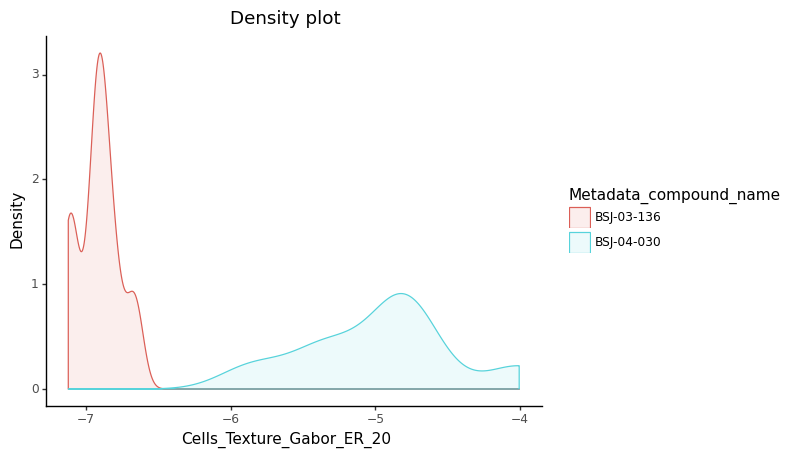 Density plot
3
2
1
0
Density
−7
−6
−5
−4
Cells_Texture_Gabor_ER_20
Metadata_compound_name
BSJ-03-136
BSJ-04-030